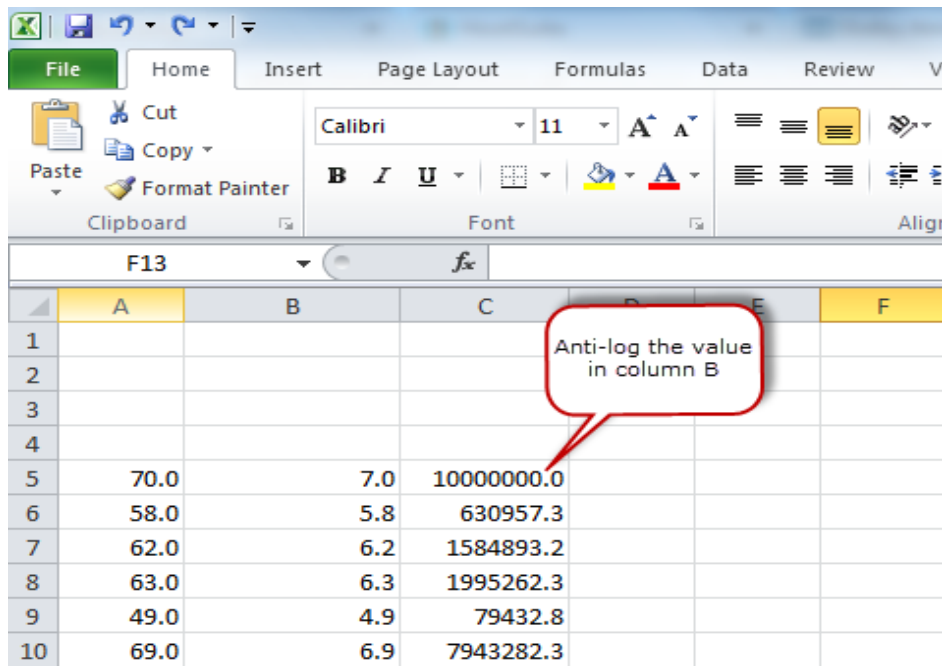 File Home Insert Page Layout Formulas Data Review V
Cut
Copy
Paste
Format Painter
Clipboard
Calibri 11 A A
B I U A
Font
Alig
F13 fx
A B C E F
Anti-log the value
in column B
1
2
3
4
5 70.0 7.0 10000000.0
6 58.0 5.8 630957.3
7 62.0 6.2 1584893.2
8 63.0 6.3 1995262.3
9 49.0 4.9 79432.8
10 69.0 6.9 7943282.3